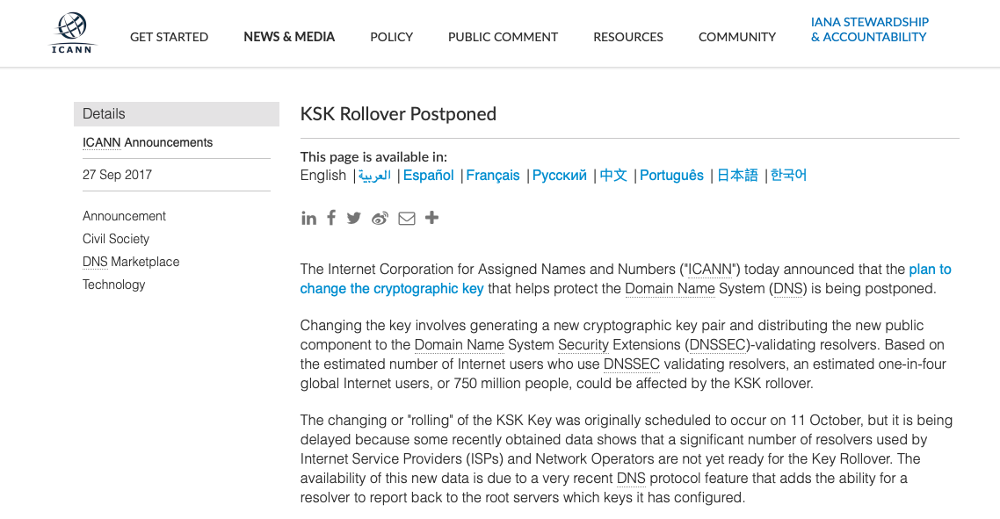 ICANN
GET STARTED
NEWS & MEDIA
POLICY
PUBLIC COMMENT
RESOURCES
COMMUNITY
IANA STEWARDSHIP
& ACCOUNTABILITY
Details
ICANN Announcements
27 Sep 2017
Announcement
Civil Society
DNS Marketplace
Technology
KSK Rollover Postponed
This page is available in:
English |العربية |Español |Français |Русский |中文 |Português |日本語 |한국어
The Internet Corporation for Assigned Names and Numbers ("ICANN") today announced that the plan to
change the cryptographic key that helps protect the Domain Name System (DNS) is being postponed.
Changing the key involves generating a new cryptographic key pair and distributing the new public
component to the Domain Name System Security Extensions (DNSSEC)-validating resolvers. Based on
the estimated number of Internet users who use DNSSEC validating resolvers, an estimated one-in-four
global Internet users, or 750 million people, could be affected by the KSK rollover.
The changing or "rolling" of the KSK Key was originally scheduled to occur on 11 October, but it is being
delayed because some recently obtained data shows that a significant number of resolvers used by
Internet Service Providers (ISPs) and Network Operators are not yet ready for the Key Rollover. The
availability of this new data is due to a very recent DNS protocol feature that adds the ability for a
resolver to report back to the root servers which keys it has configured.